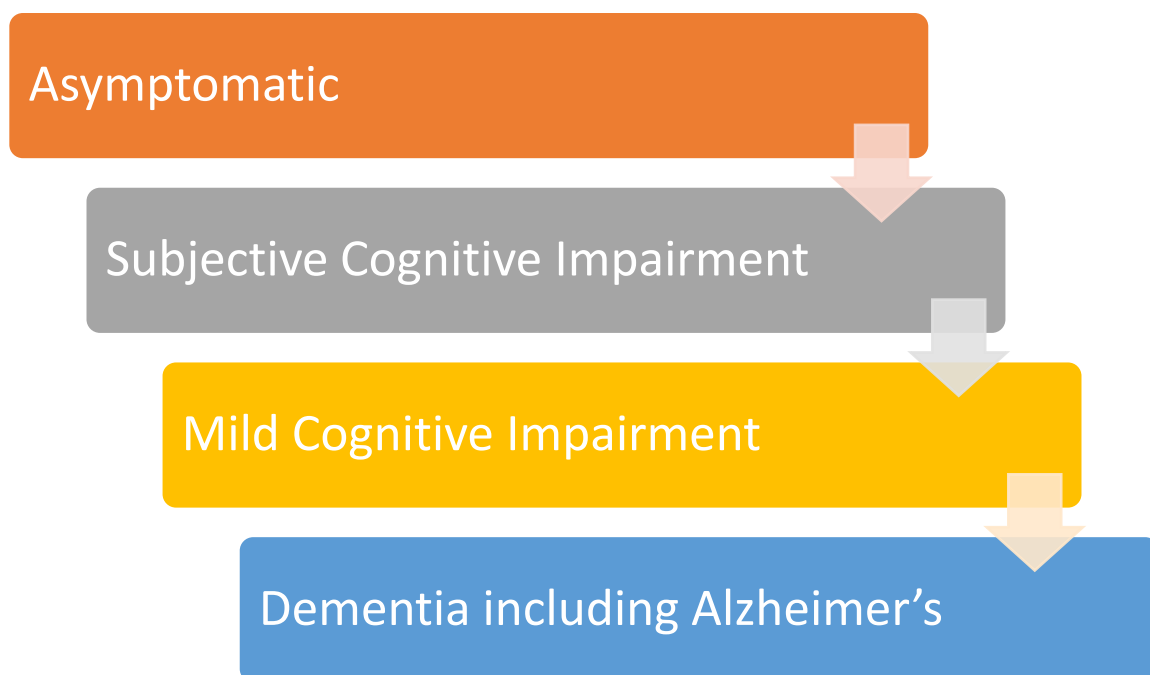 Asymptomatic
Subjective Cognitive Impairment
Mild Cognitive Impairment
Dementia including Alzheimer’s